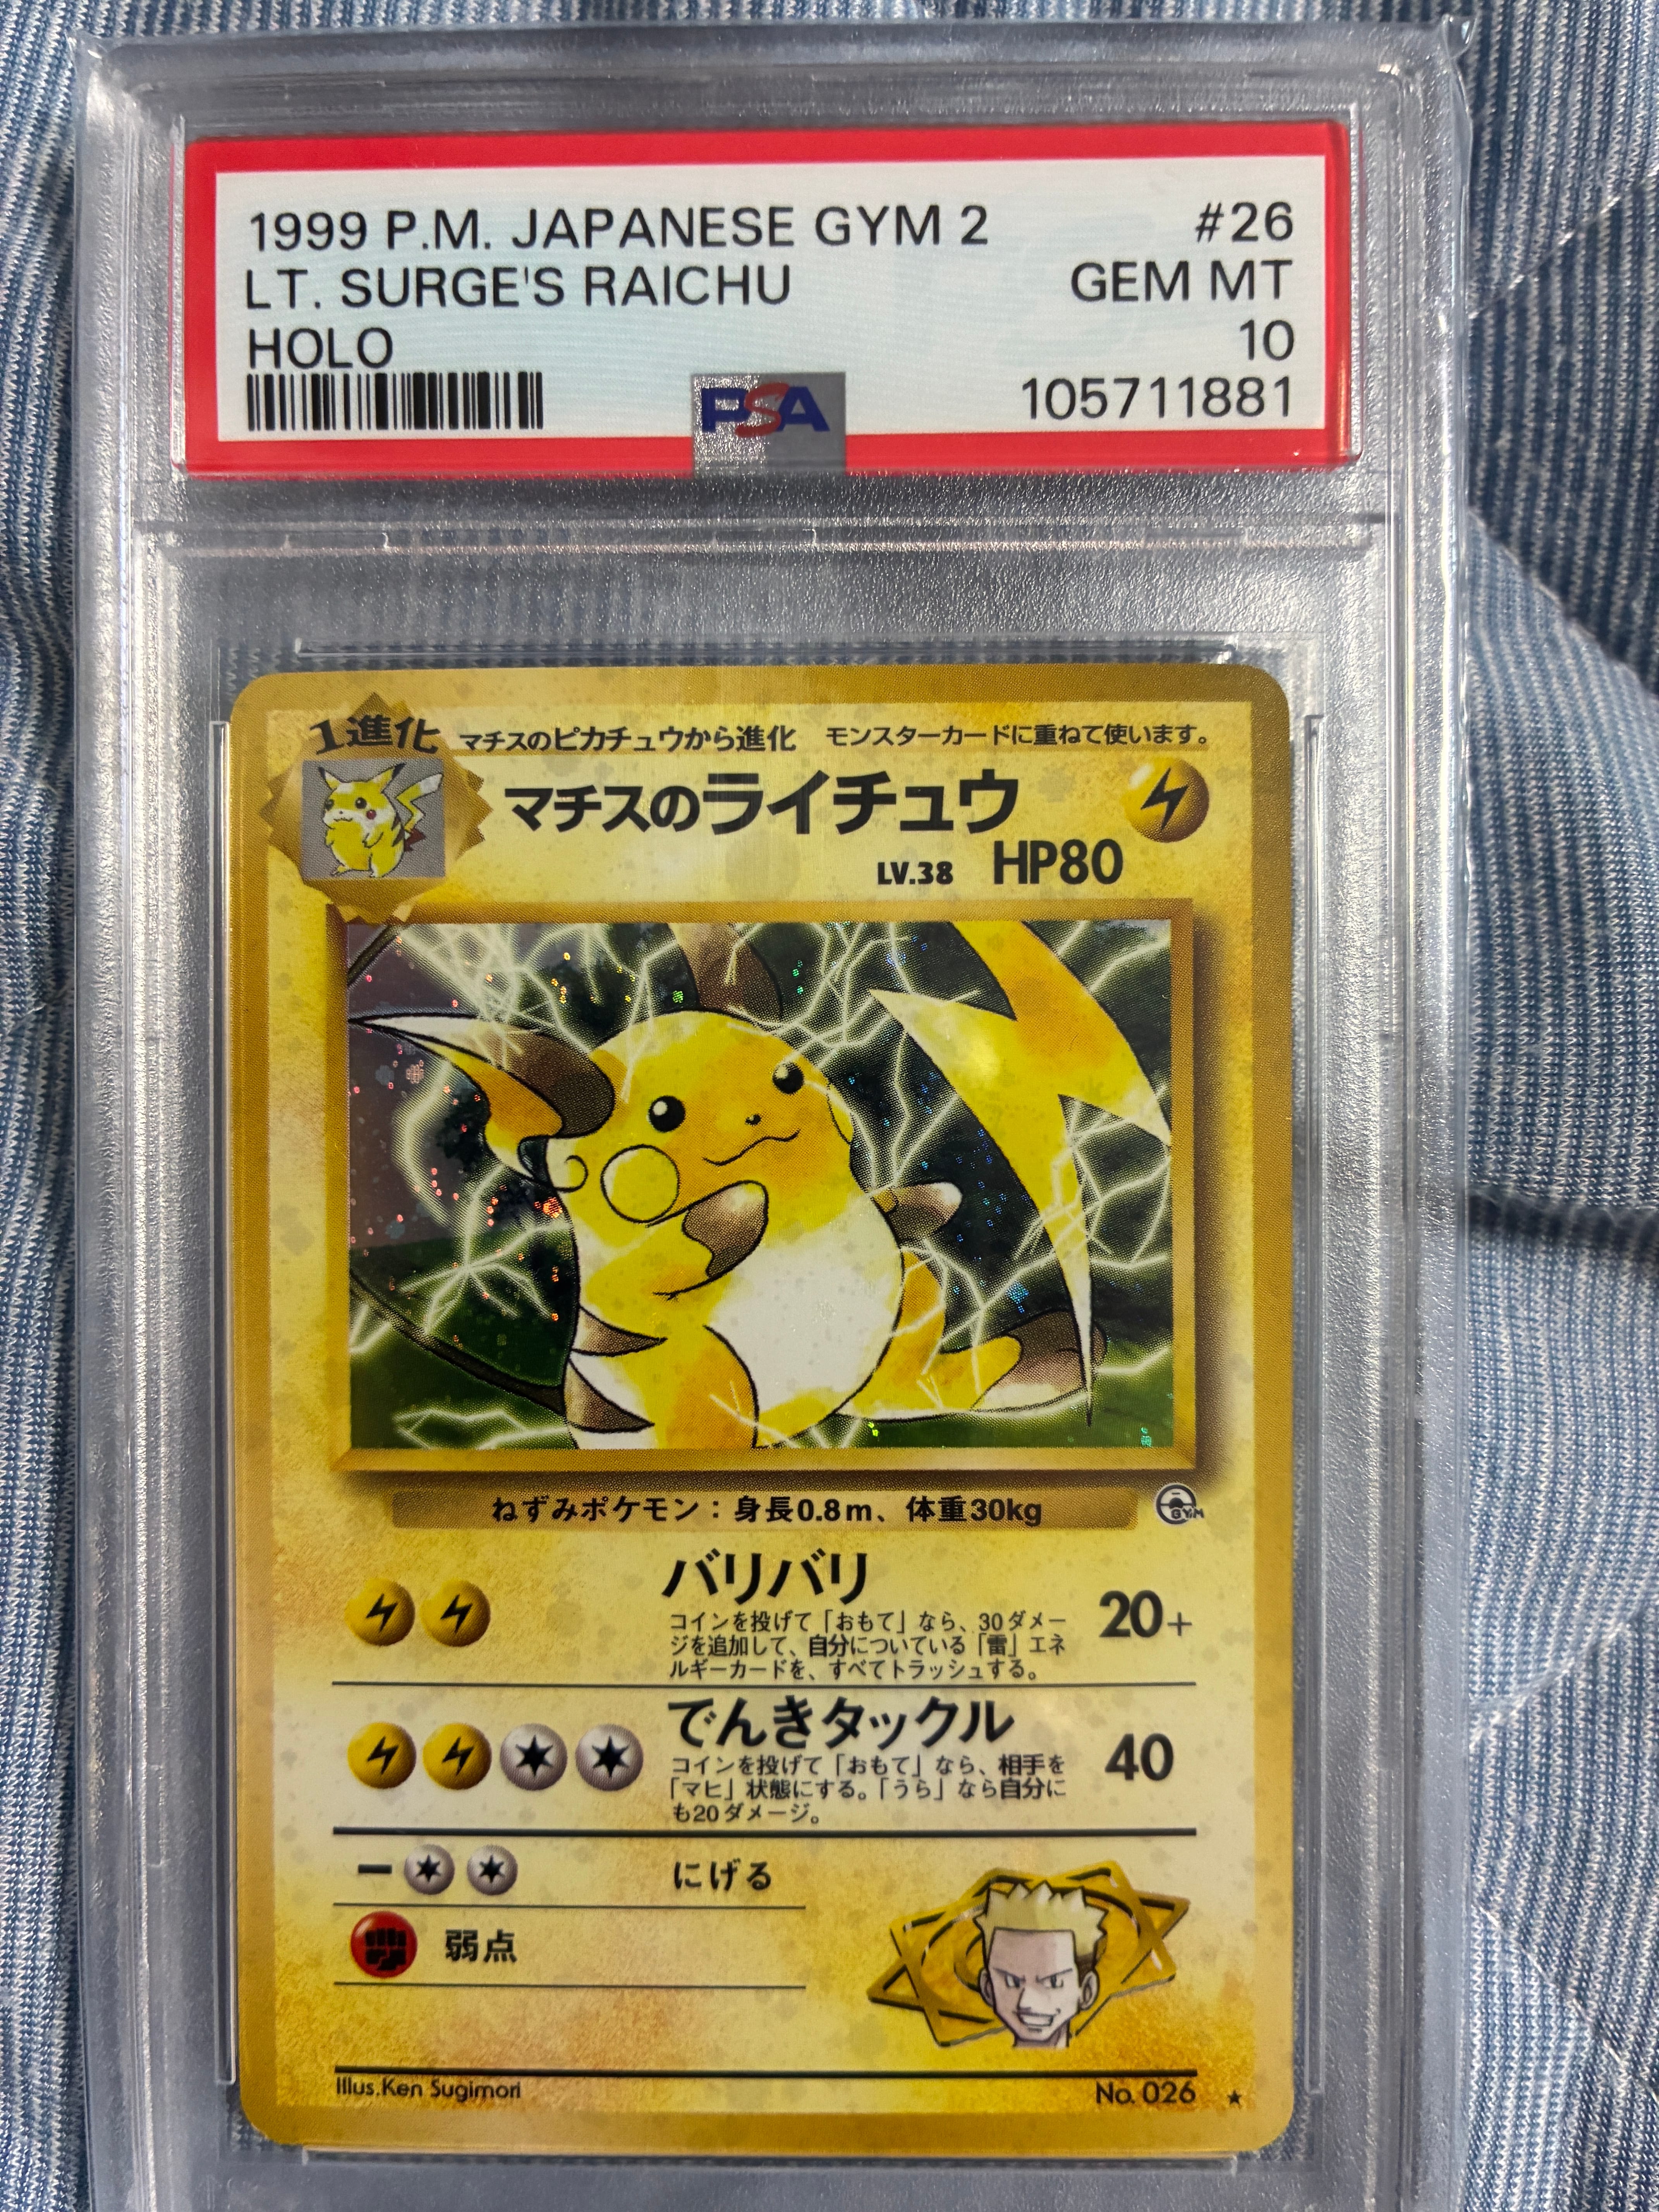 1999 P.M. JAPANESE GYM 2 #26
LT. SURGE'S RAICHU GEM MT
HOLO 10
PSA 105711881
1進化 マチスのピカチュウから進化 モンスターカードに重ねて使います。
マチスのライチュウ
LV.38 HP80
ねずみポケモン：身長0.8m、体重30kg
GYM
バリバリ 20+
コインを投げて「おもて」なら、30ダメー
ジを追加して、自分についている「雷」エネ
ルギーカードを、すべてトラッシュする。
でんきタックル 40
コインを投げて「おもて」なら、相手を
「マヒ」状態にする。「うら」なら自分に
も20ダメージ。
ー にげる
弱点
Illus.Ken Sugimori No. 026 ★